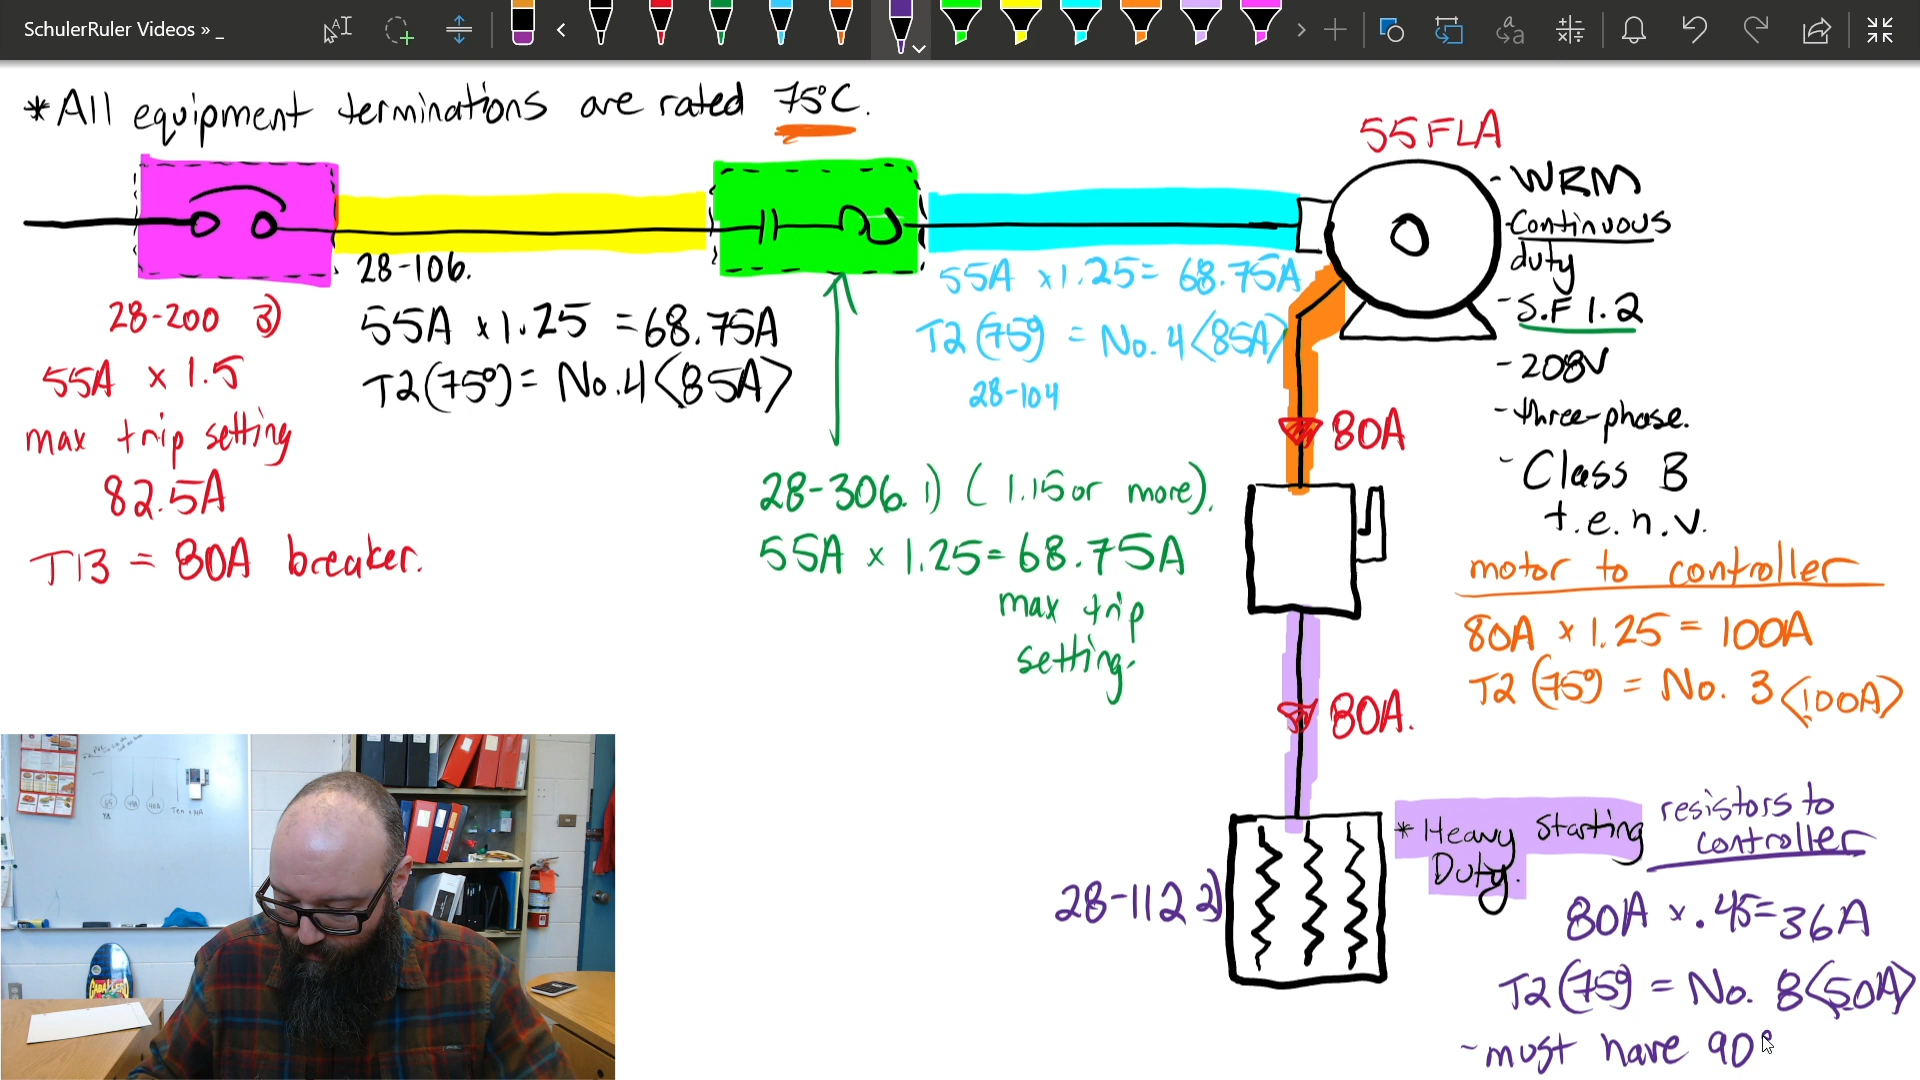 SchulerRuler Videos » _
*All equipment terminations are rated 75°C.
28-200 3)
55A x 1.5
max trip setting
82.5A
T13 = 80A breaker.
28-106.
55A x 1.25 = 68.75A
T2(75°) = No.4<85A>
28-306. 1) ( 1.15 or more).
55A x 1.25 = 68.75A
max trip
setting.
55A x1.25 = 68.75A
T2 (75°) = No. 4<85A>
28-104
55 FLA
- WRM
- Continuous
duty
- S.F 1.2
- 208V
- three-phase.
- Class B
t.e.n.v.
80A
80A.
motor to controller
80A x 1.25 = 100A
T2 (75°) = No. 3 <100A>
28-112 2)
* Heavy Starting
Duty.
resistors to
controller
80A x .45 = 36A
T2 (75°) = No. 8<50A>
- must have 90°